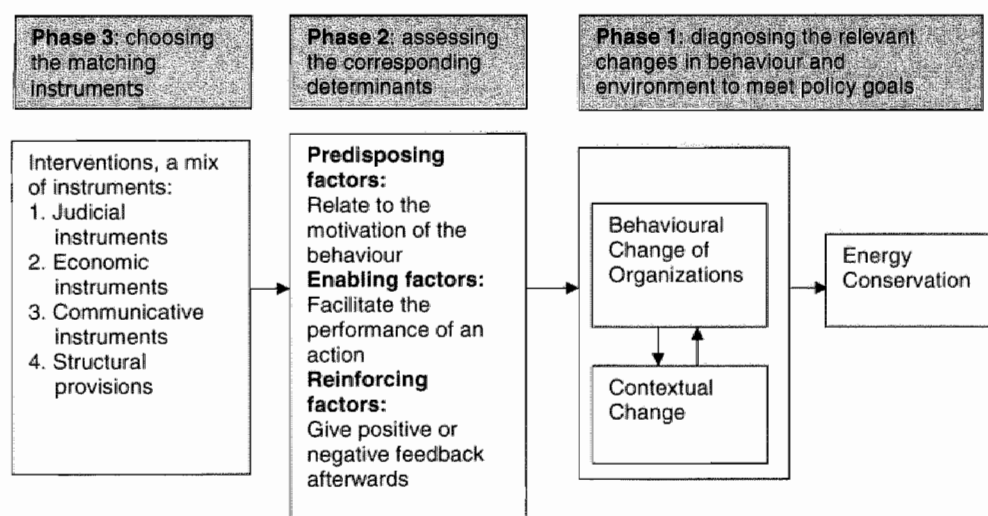 Phase 3: choosing
the matching
instruments
Phase 2: assessing
the corresponding
determinants
Phase 1: diagnosing the relevant
changes in behaviour and
environment to meet policy goals
Interventions, a mix
of instruments:
1. Judicial
instruments
2. Economic
instruments
3. Communicative
instruments
4. Structural
provisions
Predisposing
factors:
Relate to the
motivation of the
behaviour
Enabling factors:
Facilitate the
performance of an
action
Reinforcing
factors:
Give positive or
negative feedback
afterwards
Behavioural
Change of
Organizations
Contextual
Change
Energy
Conservation